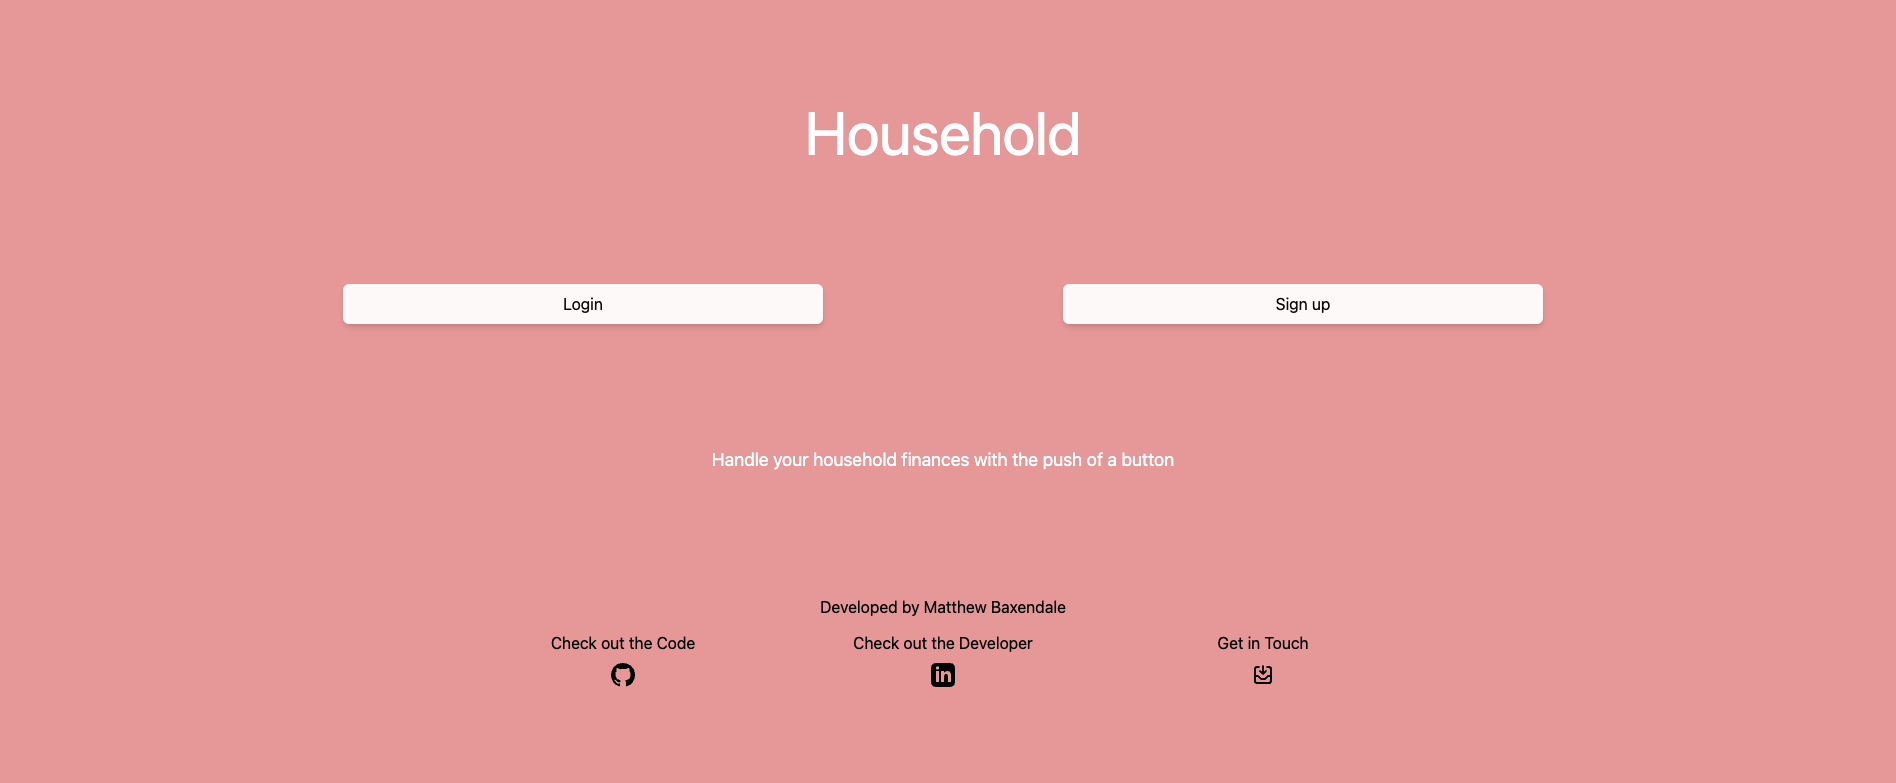 Household
Login
Sign up
Handle your household finances with the push of a button
Developed by Matthew Baxendale
Check out the Code
Check out the Developer
Get in Touch
in